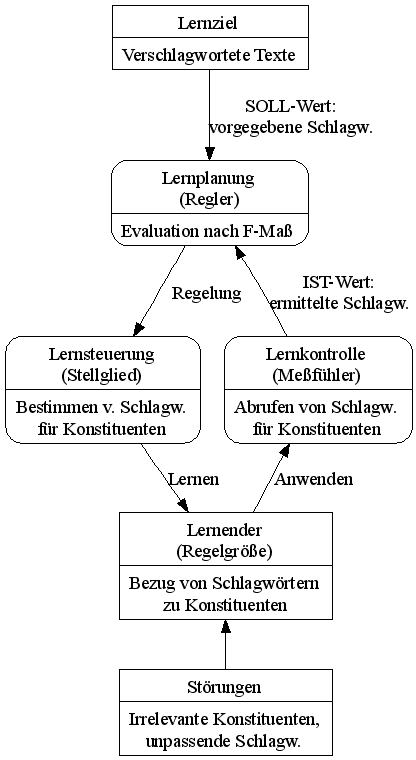 Lernziel
Verschlagwortete Texte
SOLL-Wert:
vorgegebene Schlagw.
Lernplanung
(Regler)
Evaluation nach F-Maß
Regelung
IST-Wert:
ermittelte Schlagw.
Lernsteuerung
(Stellglied)
Bestimmen v. Schlagw.
für Konstituenten
Lernkontrolle
(Meßfühler)
Abrufen von Schlagw.
für Konstituenten
Lernen
Anwenden
Lernender
(Regelgröße)
Bezug von Schlagwörtern
zu Konstituenten
Störungen
Irrelevante Konstituenten,
unpassende Schlagw.